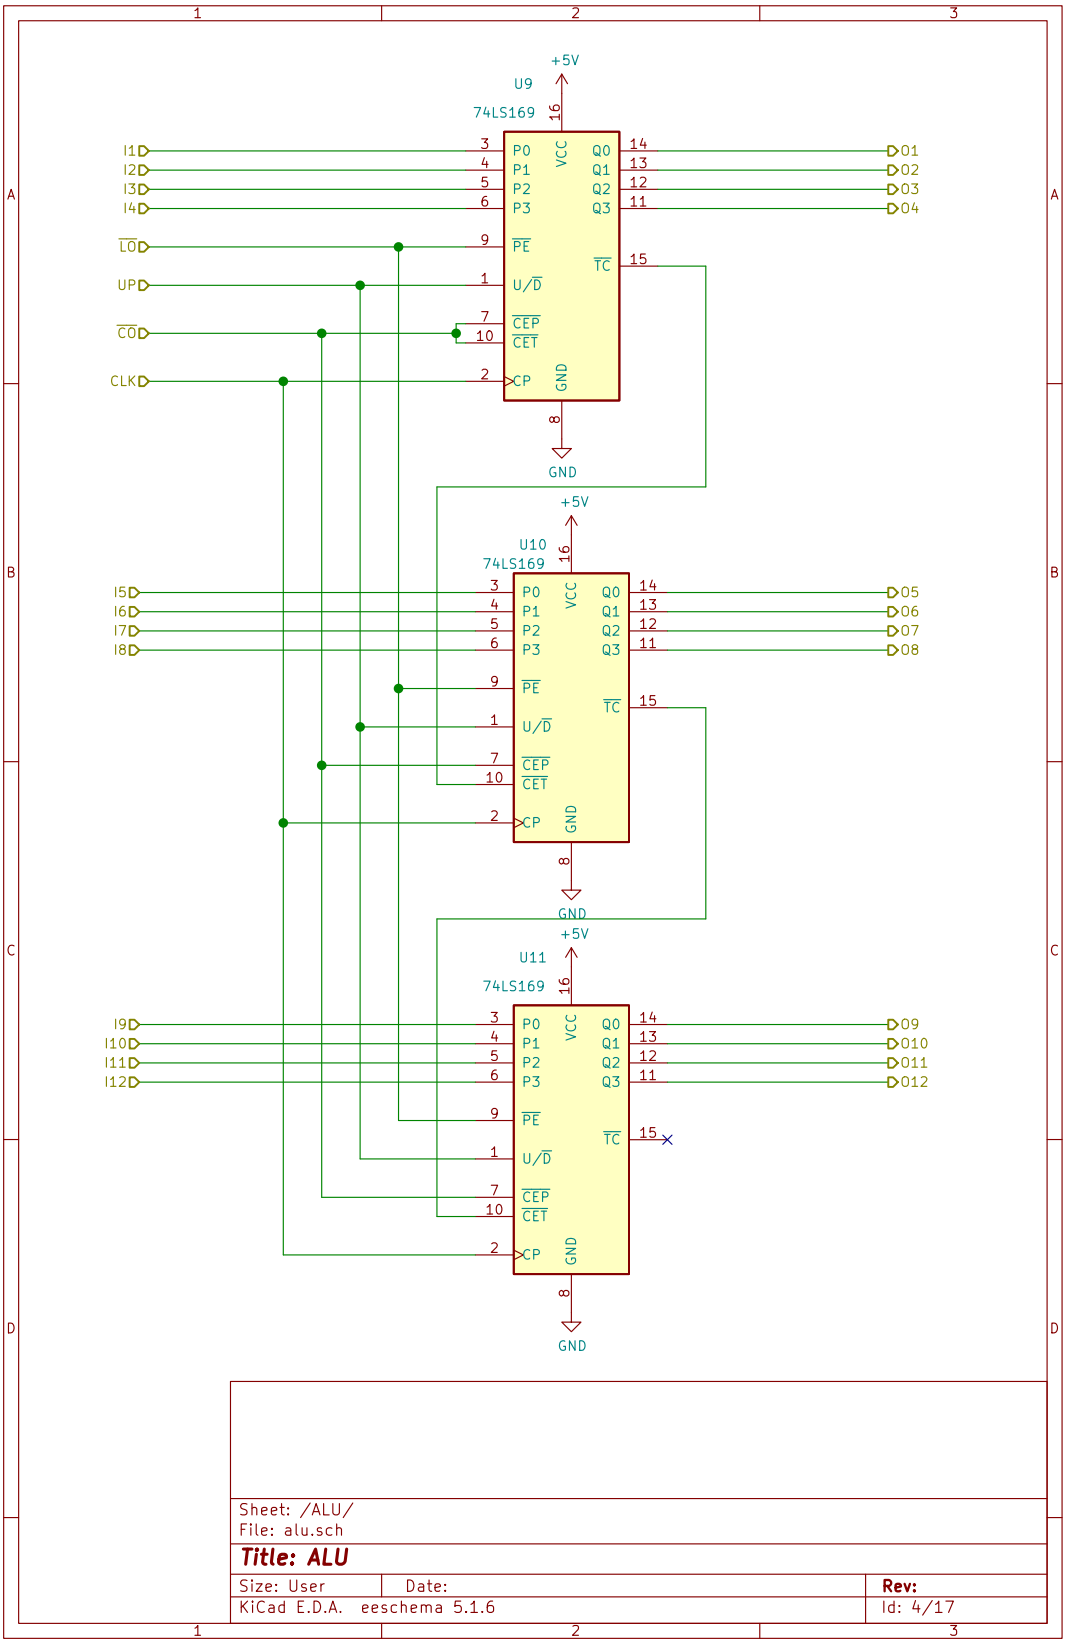 1 2 3
+5V
U9
16
74LS169
I1 3 P0 VCC Q0 14 O1
I2 4 P1 Q1 13 O2
A I3 5 P2 Q2 12 O3 A
I4 6 P3 Q3 11 O4
LO 9 PE
TC 15
UP 1 U/D
7 CEP
CO
10 CET
CLK 2 CP GND
8
GND
+5V
U10 16
74LS169
B B
I5 3 P0 VCC Q0 14 O5
I6 4 P1 Q1 13 O6
I7 5 P2 Q2 12 O7
I8 6 P3 Q3 11 O8
9 PE
TC 15
1 U/D
7 CEP
10 CET
2 CP GND
8
GND
+5V
C U11 C
74LS169 16
I9 3 P0 VCC Q0 14 O9
I10 4 P1 Q1 13 O10
I11 5 P2 Q2 12 O11
I12 6 P3 Q3 11 O12
9 PE
TC 15
1 U/D
7 CEP
10 CET
2 CP GND
8
D D
GND
Sheet: /ALU/
File: alu.sch
Title: ALU
Size: User Date: Rev:
KiCad E.D.A. eeschema 5.1.6 Id: 4/17
1 2 3